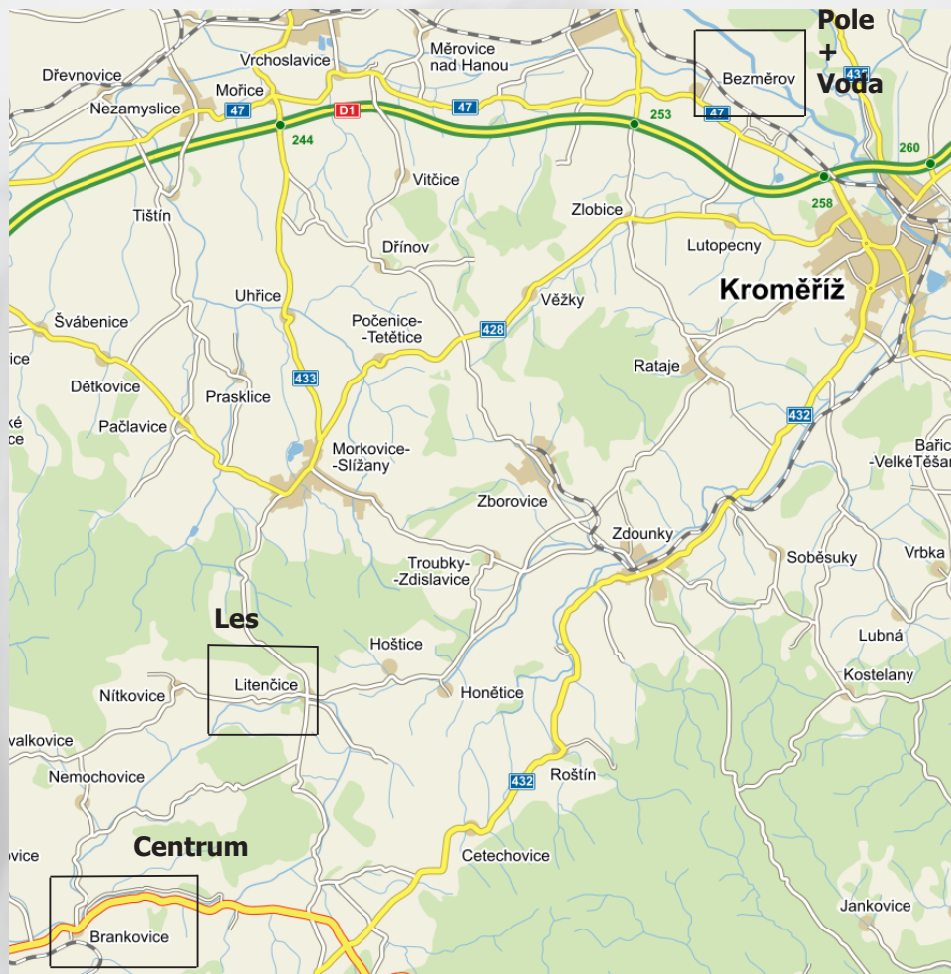 Pole
+
Voda
Vrchoslavice
Měrovice
nad Hanou
Dřevnovice
Bezměrov
Mořice
Nezamyslice
47
D1
47
47
253
244
260
Vitčice
258
Tištín
Zlobice
Lutopecny
Dřínov
Uhřice
Kroměříž
Věžky
Švábenice
Počenice-
-Tetětice
428
Rataje
433
Dětkovice
Prasklice
432
Pačlavice
Morkovice-
-Slížany
Bařic
-VelkéTěšar
Zborovice
Zdounky
Troubky-
-Zdislavice
Soběsuky
Vrbka
Les
Hoštice
Lubná
Litenčice
Nítkovice
Honětice
Kostelany
valkovice
Nemochovice
432
Roštín
Centrum
ovice
Cetechovice
Jankovice
Brankovice